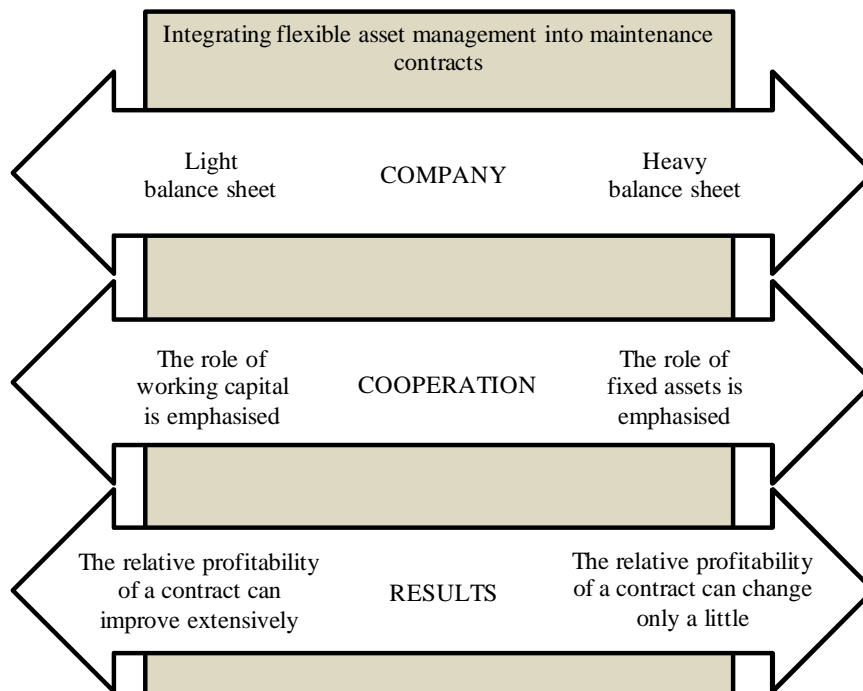 Integrating flexible asset management into maintenance
contracts
Light
balance sheet
COMPANY
Heavy
balance sheet
The role of
working capital
is emphasised
COOPERATION
The role of
fixed assets is
emphasised
The relative profitability
of a contract can
improve extensively
RESULTS
The relative profitability
of a contract can change
only a little